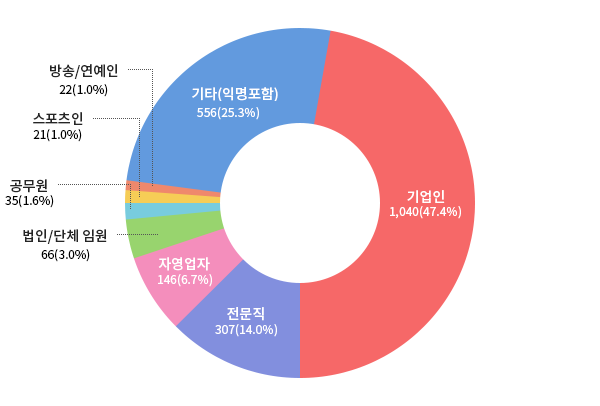 방송/연예인
22(1.0%)
스포츠인
21(1.0%)
공무원
35(1.6%)
법인/단체 임원
66(3.0%)
기타(익명포함)
556(25.3%)
기업인
1,040(47.4%)
자영업자
146(6.7%)
전문직
307(14.0%)